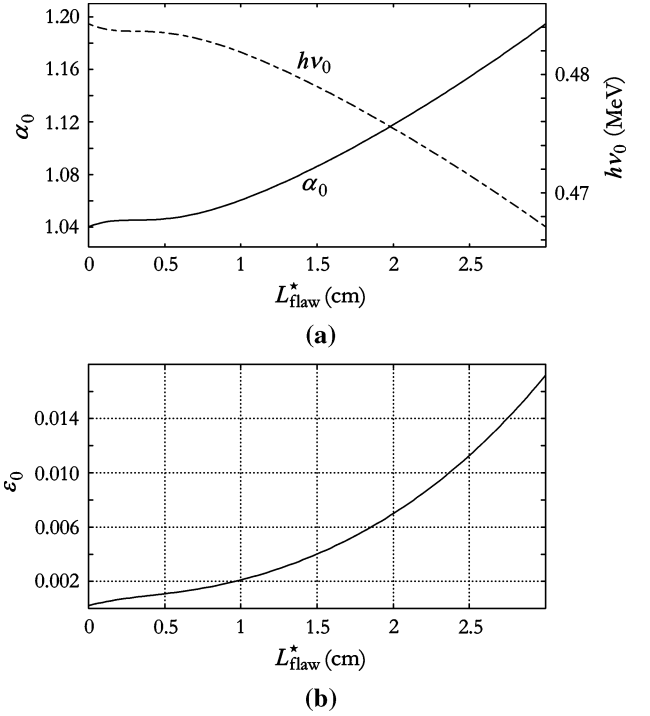 1.20
1.16
1.12
1.08
1.04
α₀
hν₀
α₀
0.48
0.47
hν₀ (MeV)
0 0.5 1 1.5 2 2.5
L*flaw (cm)
(a)
0.014
0.010
0.006
0.002
ε₀
0 0.5 1 1.5 2 2.5
L*flaw (cm)
(b)